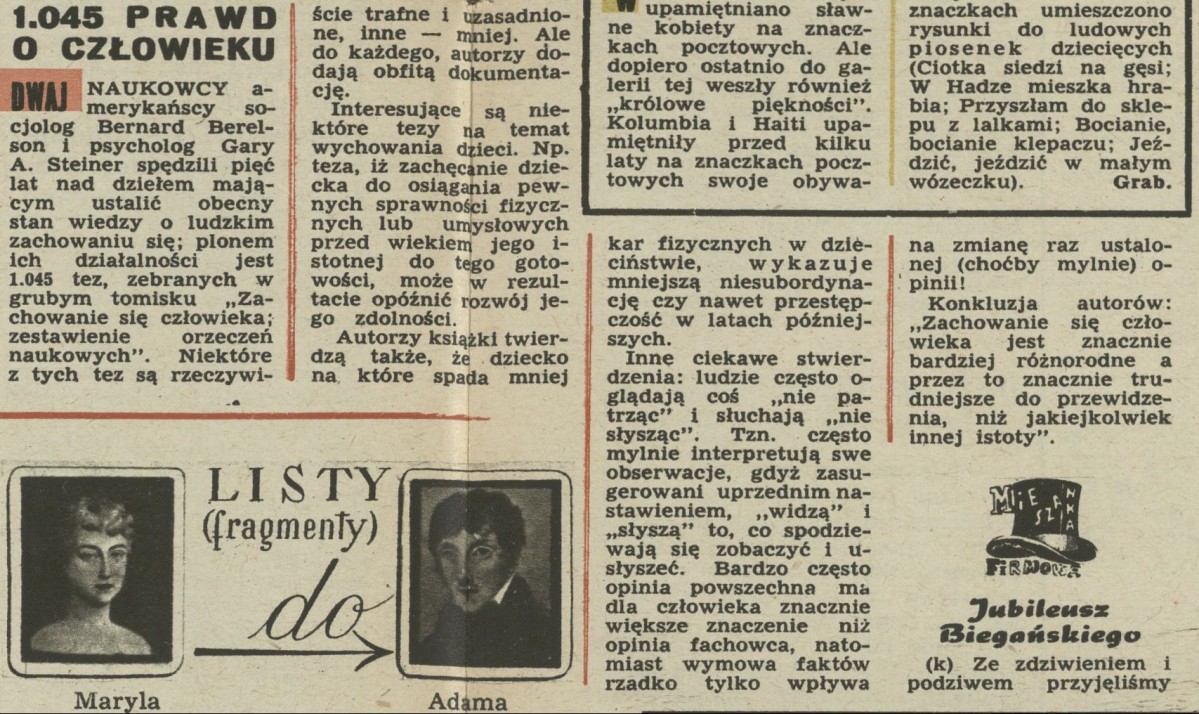 1.045 PRAWD
O CZŁOWIEKU
DWAJ NAUKOWCY a-
merykańscy so-
cjolog Bernard Berel-
son i psycholog Gary
A. Steiner spędzili pięć
lat nad dziełem mają-
cym ustalić obecny
stan wiedzy o ludzkim
zachowaniu się; plonem
ich działalności jest
1.045 tez, zebranych w
grubym tomisku „Za-
chowanie się człowieka;
zestawienie orzeczeń
naukowych”. Niektóre
z tych tez są rzeczywi-
ście trafne i uzasadnio-
ne, inne — mniej. Ale
do każdego, autorzy do-
dają obfitą dokumenta-
cję.
Interesujące są nie-
które tezy na temat
wychowania dzieci. Np.
teza, iż zachęcanie dzie-
cka do osiągania pew-
nych sprawności fizycz-
nych lub umysłowych
przed wiekiem jego i-
stotnej do tego goto-
wości, może w rezul-
tacie opóźnić rozwój je-
go zdolności.
Autorzy książki twier-
dzą także, że dziecko
na które spada mniej
kar fizycznych w dzie-
ciństwie, wykazuje
mniejszą niesubordyna-
cję czy nawet przestęp-
czość w latach później-
szych.
Inne ciekawe stwier-
dzenia: ludzie często o-
glądają coś „nie pa-
trząc” i słuchają „nie
słysząc”. Tzn. często
mylnie interpretują swe
obserwacje, gdyż zasu-
gerowani uprzednim na-
stawieniem, „widzą” i
„słyszą” to, co spodzie-
wają się zobaczyć i u-
słyszeć. Bardzo często
opinia powszechna ma
dla człowieka znacznie
większe znaczenie niż
opinia fachowca, nato-
miast wymowa faktów
rzadko tylko wpływa
na zmianę raz ustalo-
nej (choćby mylnie) o-
pinii!
Konkluzja autorów:
„Zachowanie się czło-
wieka jest znacznie
bardziej różnorodne a
przez to znacznie tru-
dniejsze do przewidze-
nia, niż jakiejkolwiek
innej istoty”.
upamiętniano sław-
ne kobiety na znacz-
kach pocztowych. Ale
dopiero ostatnio do ga-
lerii tej weszły również
„królowe piękności”.
Kolumbia i Haiti upa-
miętniły przed kilku
laty na znaczkach pocz-
towych swoje obywa-
znaczkach umieszczono
rysunki do ludowych
piosenek dziecięcych
(Ciotka siedzi na gęsi;
W Hadze mieszka hra-
bia; Przyszłam do skle-
pu z lalkami; Bocianie,
bocianie klepaczu; Jeź-
dzić, jeździć w małym
wózeczku). Grab.
LISTY
(fragmenty)
do
Maryla
Adama
MIESZANKA
FIRMOWA
Jubileusz
Biegańskiego
(k) Ze zdziwieniem i
podziwem przyjęliśmy